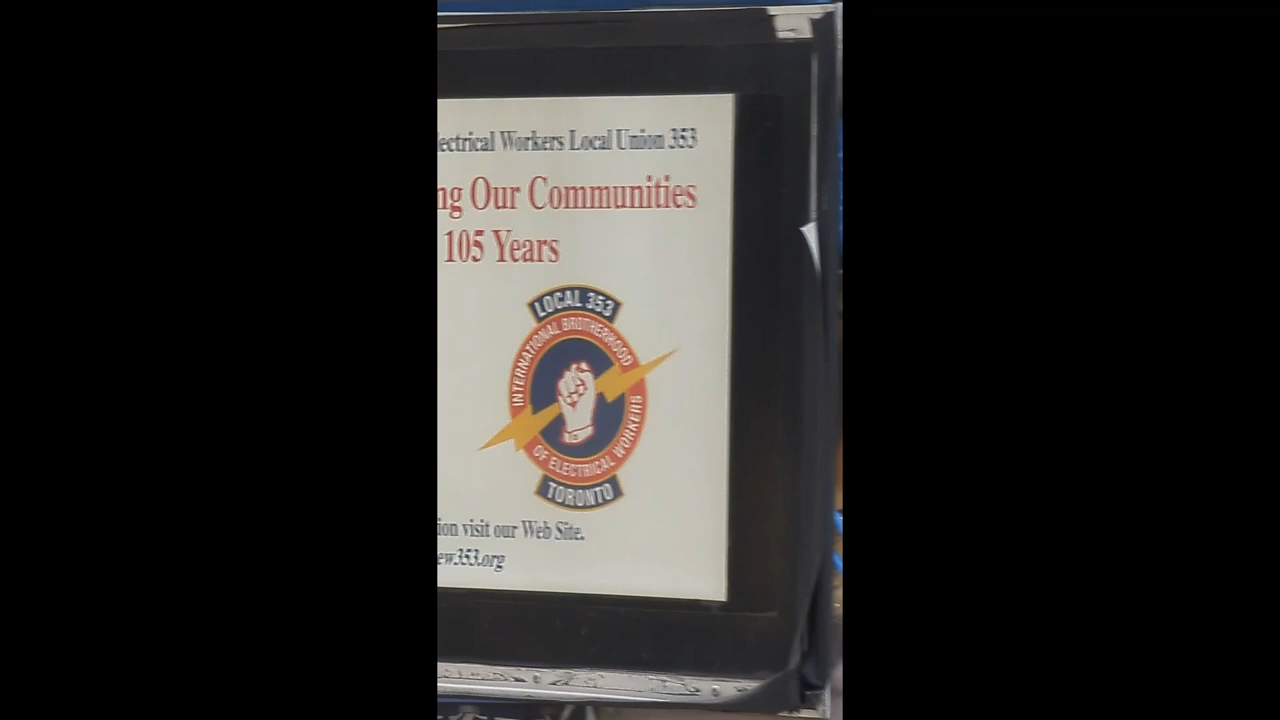 lectrical Workers Local Union 353
ng Our Communities
105 Years
LOCAL 353
INTERNATIONAL BROTHERHOOD
OF ELECTRICAL WORKERS
TORONTO
ion visit our Web Site.
ew353.org